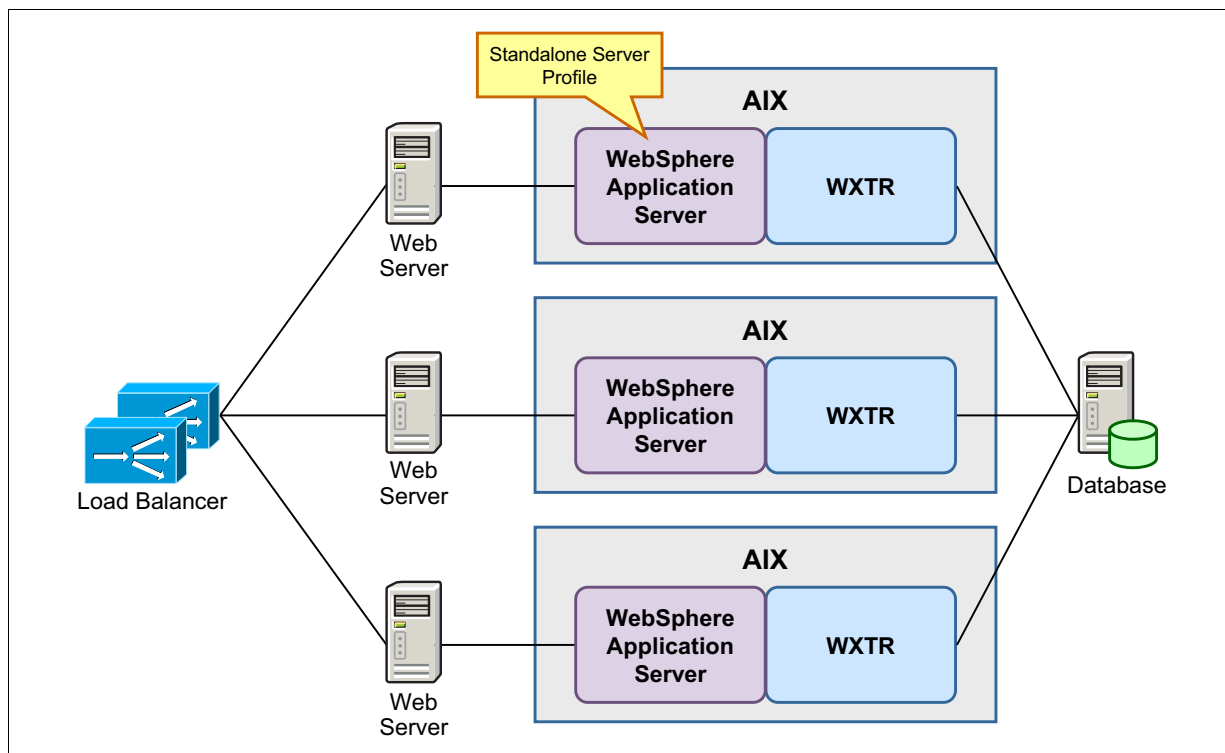 Standalone Server
Profile
AIX
WebSphere
Application
Server
WXTR
Web
Server
AIX
WebSphere
Application
Server
WXTR
Web
Server
Load Balancer
Database
AIX
WebSphere
Application
Server
WXTR
Web
Server